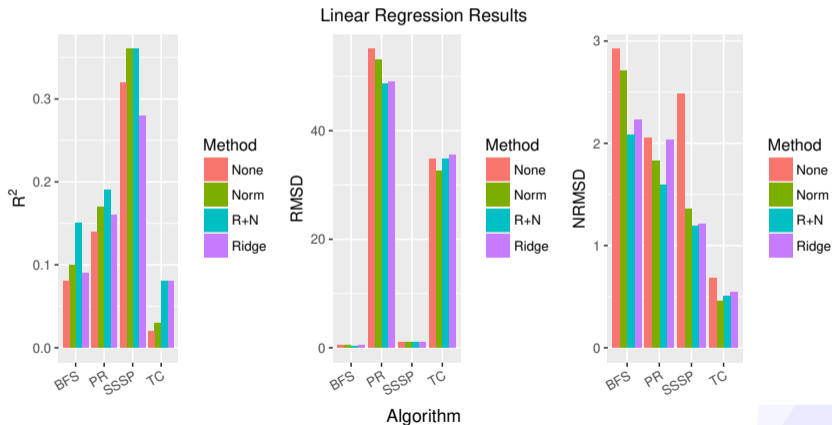 Linear Regression Results
R²
0.3
0.2
0.1
0.0
BFS
PR
SSSP
TC
Method
None
Norm
R+N
Ridge
RMSD
40
20
0
BFS
PR
SSSP
TC
Method
None
Norm
R+N
Ridge
NRMSD
3
2
1
0
BFS
PR
SSSP
TC
Method
None
Norm
R+N
Ridge
Algorithm